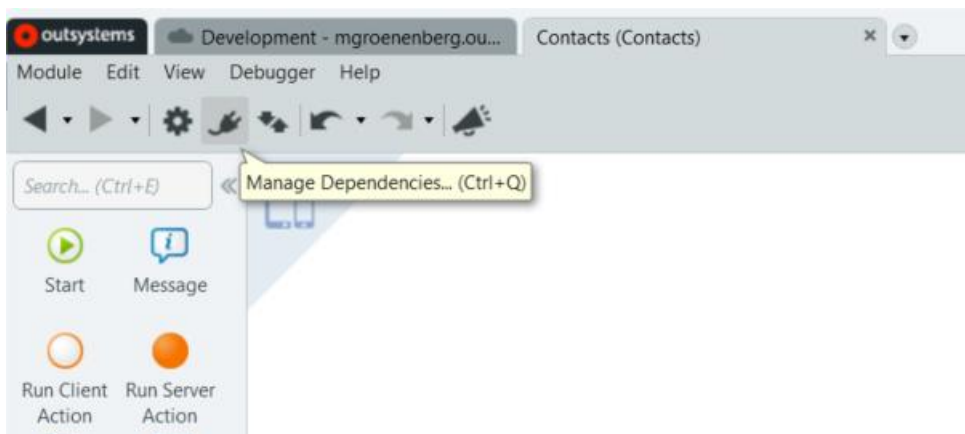 outsystems
Development - mgroenenberg.ou...
Contacts (Contacts)
Module Edit View Debugger Help
Search... (Ctrl+E)
Manage Dependencies... (Ctrl+Q)
Start
Message
Run Client Action
Run Server Action